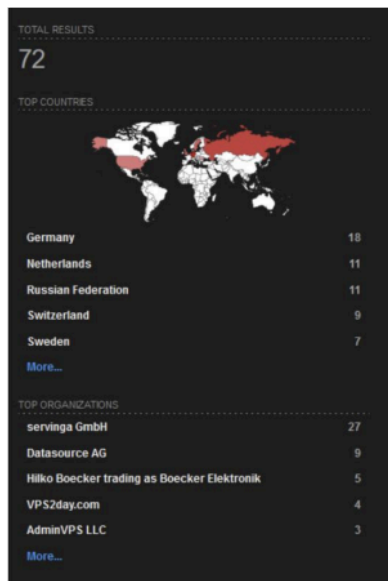 TOTAL RESULTS
72
TOP COUNTRIES
Germany 18
Netherlands 11
Russian Federation 11
Switzerland 9
Sweden 7
More...
TOP ORGANIZATIONS
servinga GmbH 27
Datasource AG 9
Hilko Boecker trading as Boecker Elektronik 5
VPS2day.com 4
AdminVPS LLC 3
More...